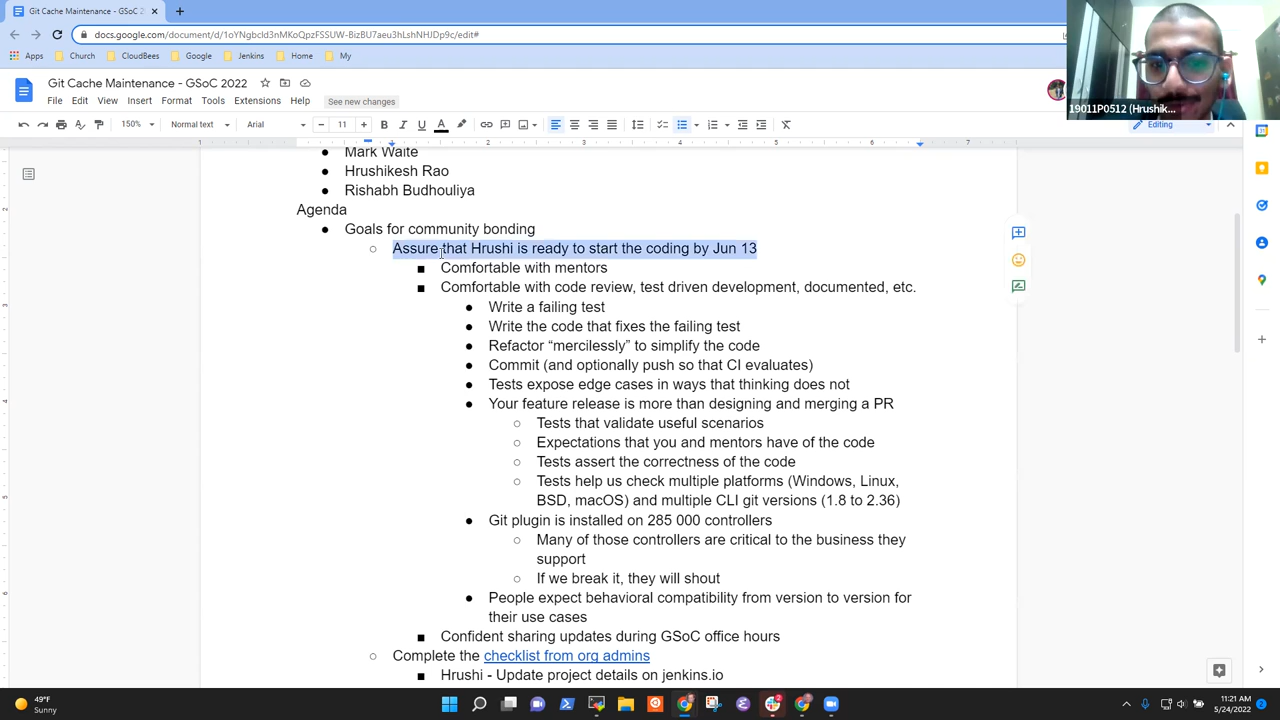 Git Cache Maintenance - GSoC 2
docs.google.com/document/d/1oYNgbcId3nMKoQpzFSSUW-BizBU7aeu3hLshNHJDp9c/edit#
Apps Church CloudBees Google Jenkins Home My
Git Cache Maintenance - GSoC 2022
File Edit View Insert Format Tools Extensions Help See new changes
19011P0512 (Hrushik...
150% Normal text Arial 11 Editing
1 2 3 4 5 6 7
Mark Waite
Hrushikesh Rao
Rishabh Budhouliya
Agenda
Goals for community bonding
Assure that Hrushi is ready to start the coding by Jun 13
Comfortable with mentors
Comfortable with code review, test driven development, documented, etc.
Write a failing test
Write the code that fixes the failing test
Refactor “mercilessly” to simplify the code
Commit (and optionally push so that CI evaluates)
Tests expose edge cases in ways that thinking does not
Your feature release is more than designing and merging a PR
Tests that validate useful scenarios
Expectations that you and mentors have of the code
Tests assert the correctness of the code
Tests help us check multiple platforms (Windows, Linux,
BSD, macOS) and multiple CLI git versions (1.8 to 2.36)
Git plugin is installed on 285 000 controllers
Many of those controllers are critical to the business they
support
If we break it, they will shout
People expect behavioral compatibility from version to version for
their use cases
Confident sharing updates during GSoC office hours
Complete the checklist from org admins
Hrushi - Update project details on jenkins.io
49°F
Sunny
11:21 AM
5/24/2022